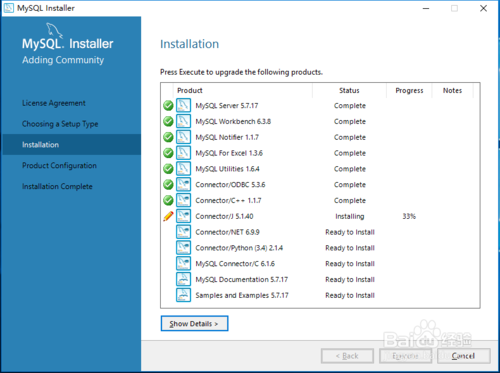 MySQL Installer
MySQL. Installer
Adding Community
License Agreement
Choosing a Setup Type
Installation
Product Configuration
Installation Complete
Installation
Press Execute to upgrade the following products.
Product Status Progress Notes
MySQL Server 5.7.17 Complete
MySQL Workbench 6.3.8 Complete
MySQL Notifier 1.1.7 Complete
MySQL For Excel 1.3.6 Complete
MySQL Utilities 1.6.4 Complete
Connector/ODBC 5.3.6 Complete
Connector/C++ 1.1.7 Complete
Connector/J 5.1.40 Installing 33%
Connector/NET 6.9.9 Ready to Install
Connector/Python (3.4) 2.1.4 Ready to Install
MySQL Connector/C 6.1.6 Ready to Install
MySQL Documentation 5.7.17 Ready to Install
Samples and Examples 5.7.17 Ready to Install
Show Details >
Baidu 经验
< Back Execute Cancel